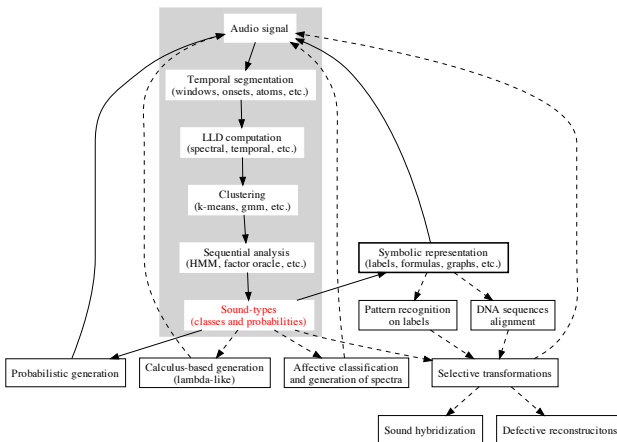 Audio signal
Temporal segmentation
(windows, onsets, atoms, etc.)
LLD computation
(spectral, temporal, etc.)
Clustering
(k-means, gmm, etc.)
Sequential analysis
(HMM, factor oracle, etc.)
Symbolic representation
(labels, formulas, graphs, etc.)
Sound-types
(classes and probabilities)
Pattern recognition
on labels
DNA sequences
alignment
Probabilistic generation
Calculus-based generation
(lambda-like)
Affective classification
and generation of spectra
Selective transformations
Sound hybridization
Defective reconstrucitons